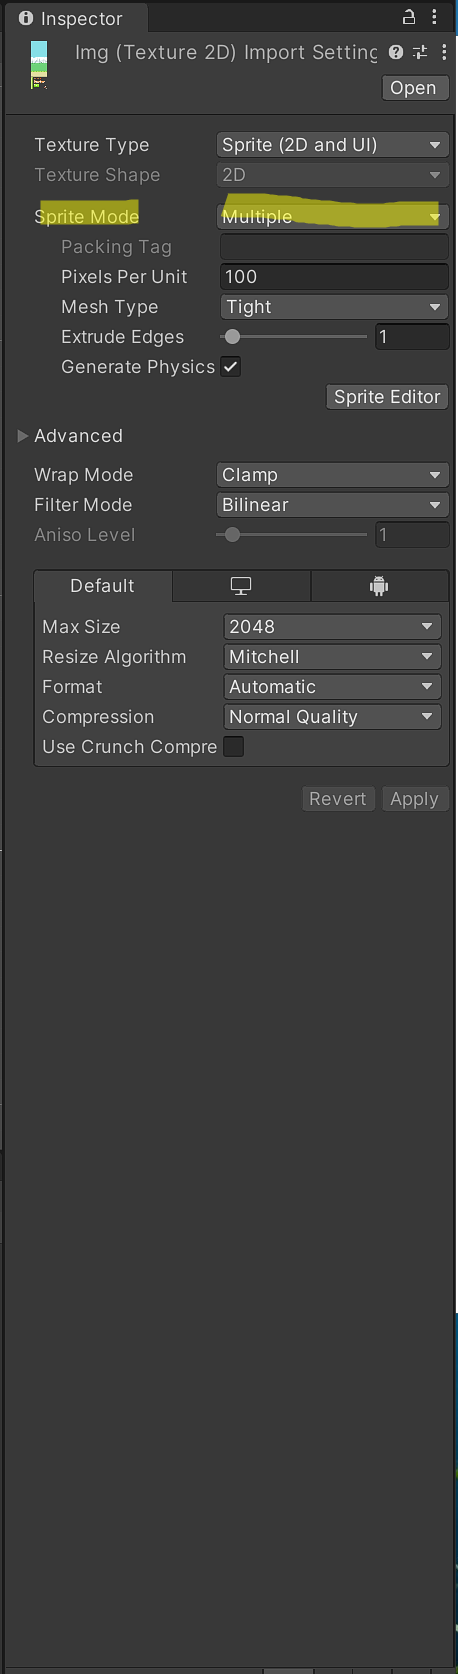 Inspector
Img (Texture 2D) Import Setting
Open
Texture Type Sprite (2D and UI)
Texture Shape 2D
Sprite Mode Multiple
Packing Tag
Pixels Per Unit 100
Mesh Type Tight
Extrude Edges 1
Generate Physics
Sprite Editor
Advanced
Wrap Mode Clamp
Filter Mode Bilinear
Aniso Level 1
Default
Max Size 2048
Resize Algorithm Mitchell
Format Automatic
Compression Normal Quality
Use Crunch Compre
Revert Apply